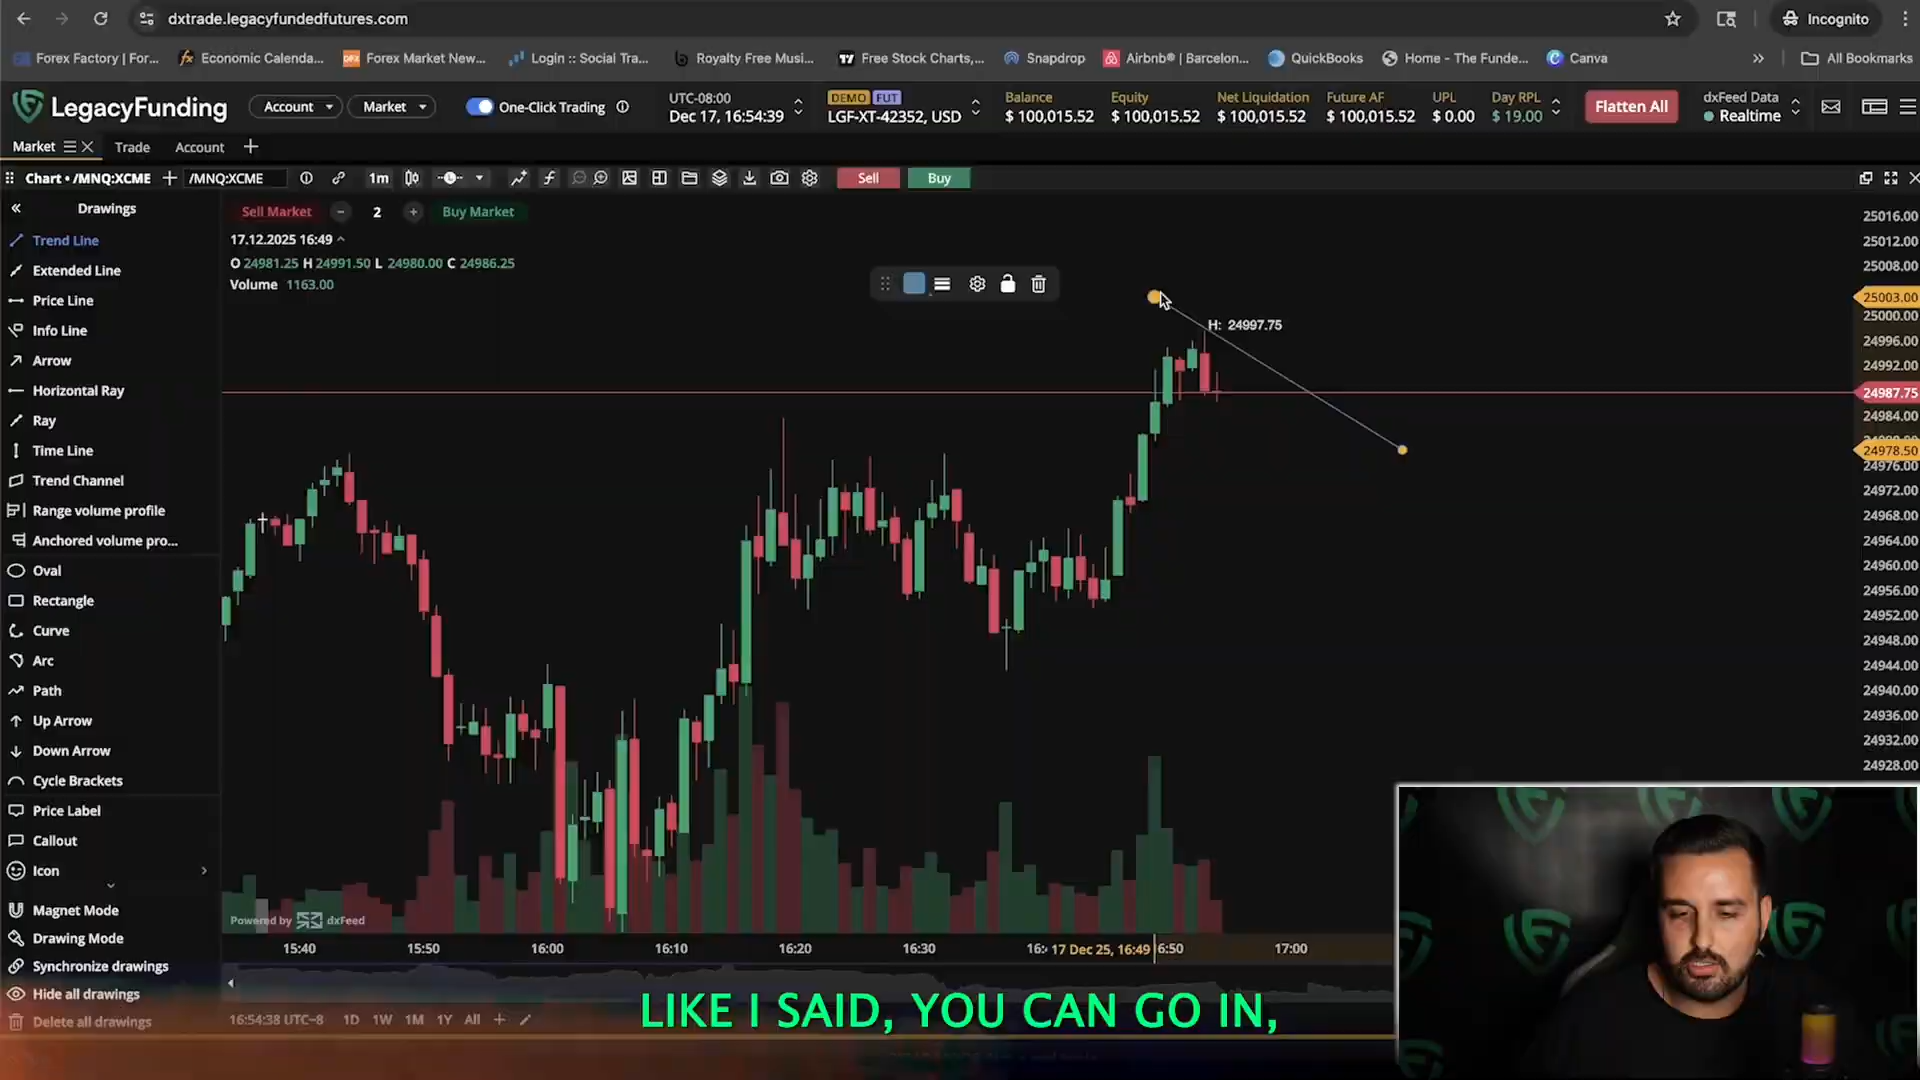 dxtrade.legacyfundedfutures.com
Incognito
Forex Factory | For...
Economic Calenda...
Forex Market New...
Login :: Social Tra...
Royalty Free Musi...
Free Stock Charts,...
Snapdrop
Airbnb® | Barcelon...
QuickBooks
Home - The Funde...
Canva
All Bookmarks
LegacyFunding
Account
Market
One-Click Trading
UTC-08:00
Dec 17, 16:54:39
DEMO FUT
LGF-XT-42352, USD
Balance
$ 100,015.52
Equity
$ 100,015.52
Net Liquidation
$ 100,015.52
Future AF
$ 100,015.52
UPL
$ 0.00
Day RPL
$ 19.00
Flatten All
dxFeed Data
Realtime
Market
Trade
Account
Chart • /MNQ:XCME
/MNQ:XCME
1m
Sell
Buy
Drawings
Sell Market
2
Buy Market
17.12.2025 16:49
O 24981.25 H 24991.50 L 24980.00 C 24986.25
Volume 1163.00
Trend Line
Extended Line
Price Line
Info Line
Arrow
Horizontal Ray
Ray
Time Line
Trend Channel
Range volume profile
Anchored volume pro...
Oval
Rectangle
Curve
Arc
Path
Up Arrow
Down Arrow
Cycle Brackets
Price Label
Callout
Icon
Magnet Mode
Drawing Mode
Synchronize drawings
Hide all drawings
Delete all drawings
H: 24997.75
25016.00
25012.00
25008.00
25003.00
25000.00
24996.00
24992.00
24987.75
24984.00
24978.50
24976.00
24972.00
24968.00
24964.00
24960.00
24956.00
24952.00
24948.00
24944.00
24940.00
24936.00
24932.00
24928.00
Powered by dxFeed
15:40
15:50
16:00
16:10
16:20
16:30
17 Dec 25, 16:49
17:00
16:54:38 UTC-8
1D
1W
1M
1Y
All
LIKE I SAID, YOU CAN GO IN,